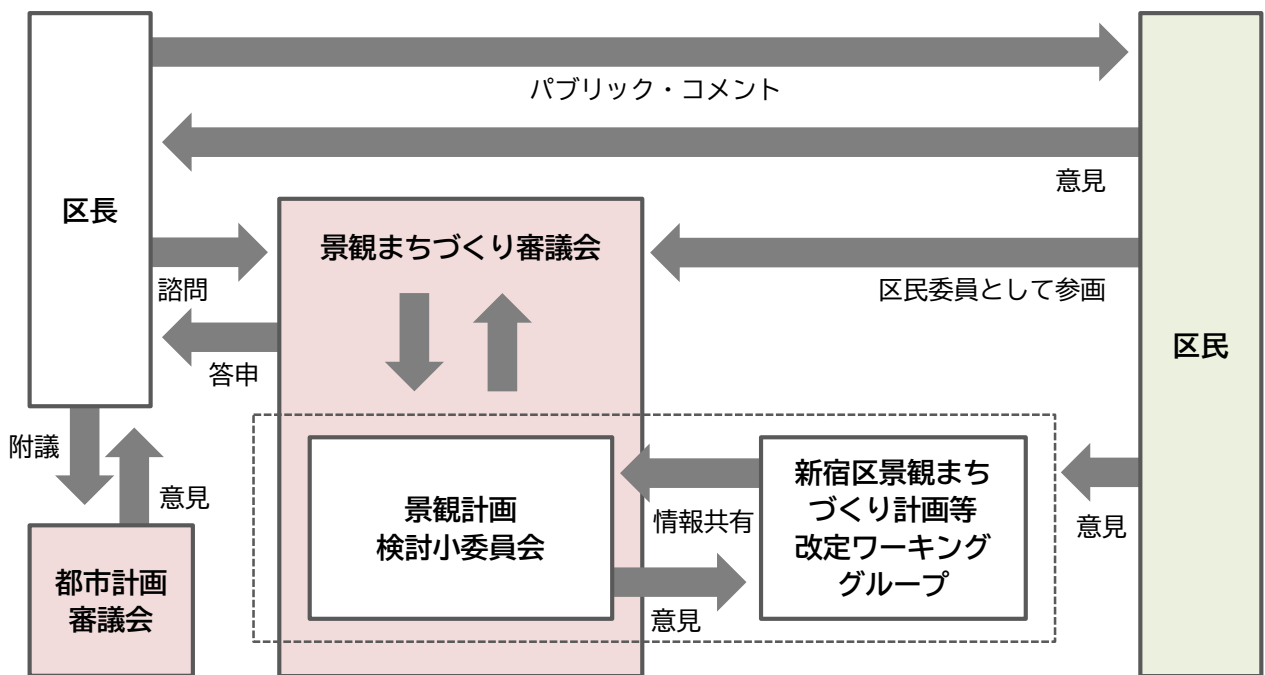 パブリック・コメント
意見
区長
景観まちづくり審議会
諮問
区民委員として参画
答申
区民
附議
意見
景観計画
検討小委員会
情報共有
意見
新宿区景観まち
づくり計画等
改定ワーキング
グループ
意見
都市計画
審議会